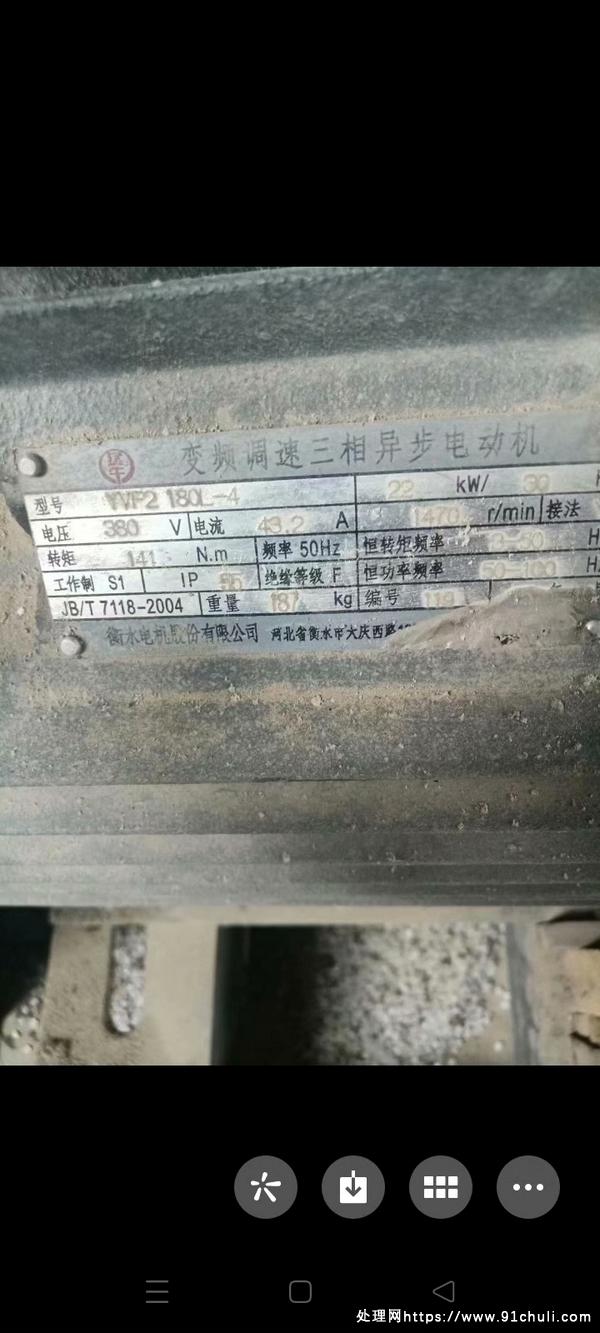 变频调速三相异步电动机
型号 YVF2 180L-4 22 kW/ 30
电压 380 V 电流 43.2 A 1470 r/min 接法
转矩 141 N.m 频率 50Hz 恒转矩频率 3-50 H
工作制 S1 IP 55 绝缘等级 F 恒功率频率 50-100 H
JB/T 7118-2004 重量 187 kg 编号 119
衡水电机股份有限公司 河北省衡水市大庆西路
处理网https://www.91chuli.com